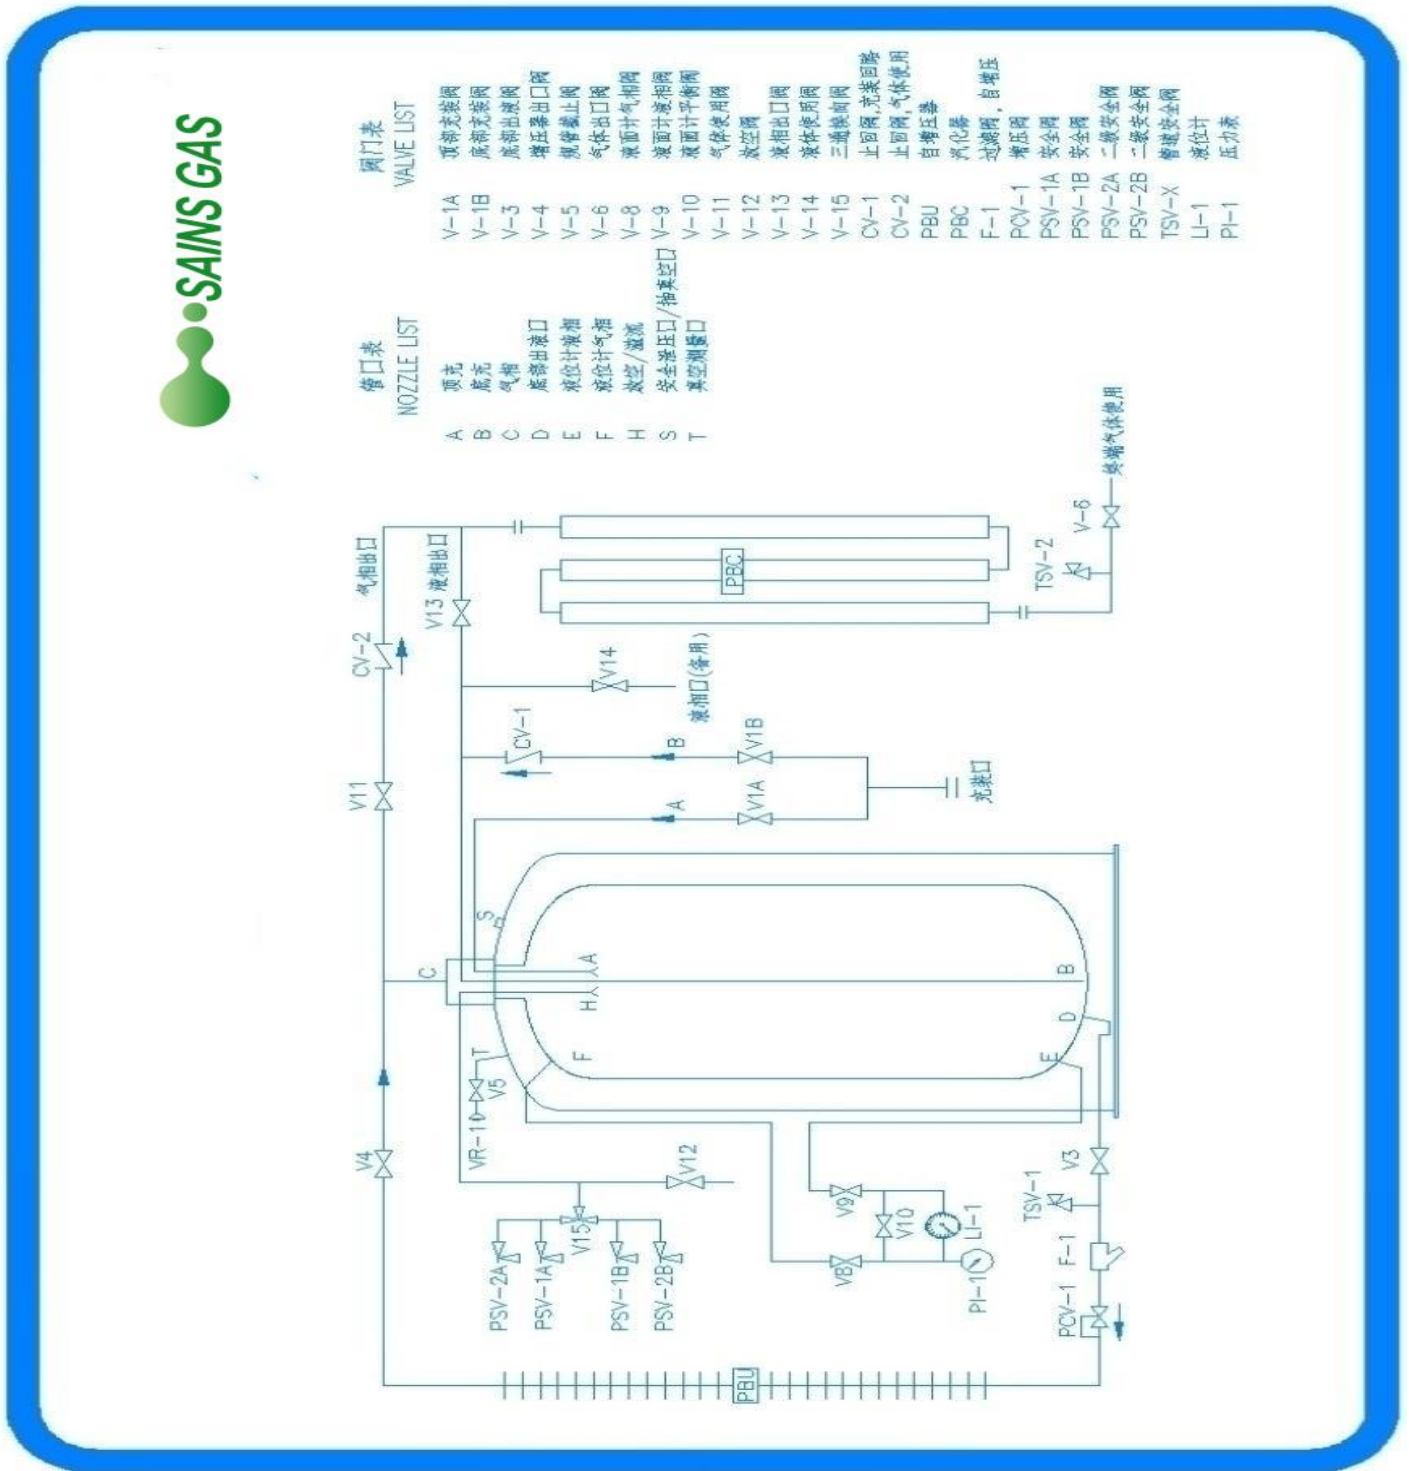 SAINS GAS
阀门表
VALVE LIST
V-1A 顶部充装阀
V-1B 底部充装阀
V-3 底部出液阀
V-4 增压器出口阀
V-5 规管截止阀
V-6 气体出口阀
V-8 液面计气相阀
V-9 液面计液相阀
V-10 液面计平衡阀
V-11 气体使用阀
V-12 放空阀
V-13 液相出口阀
V-14 液体使用阀
V-15 三通换向阀
CV-1 止回阀,充装回路
CV-2 止回阀,气体使用
PBU 自增压器
PBC 汽化器
F-1 过滤阀,自增压
PCV-1 增压阀
PSV-1A 安全阀
PSV-1B 安全阀
PSV-2A 二级安全阀
PSV-2B 二级安全阀
TSV-X 管道安全阀
LI-1 液位计
PI-1 压力表
管口表
NOZZLE LIST
A 顶充
B 底充
C 气相
D 底部出液口
E 液位计液相
F 液位计气相
H 放空/溢流
S 安全泄压口/抽真空口
T 真空测量口
气相出口
CV-2
V11
V4
V13 液相出口
PBC
TSV-2
V-6
终端气体使用
V14
液相口(备用)
CV-1
B
V1B
A
V1A
充装口
C
S
A
H
B
D
E
F
T
V5
VR-10
V12
V15
PSV-2A
PSV-1A
PSV-1B
PSV-2B
V9
V10
V8
LI-1
PI-1
V3
TSV-1
F-1
PCV-1
PBU